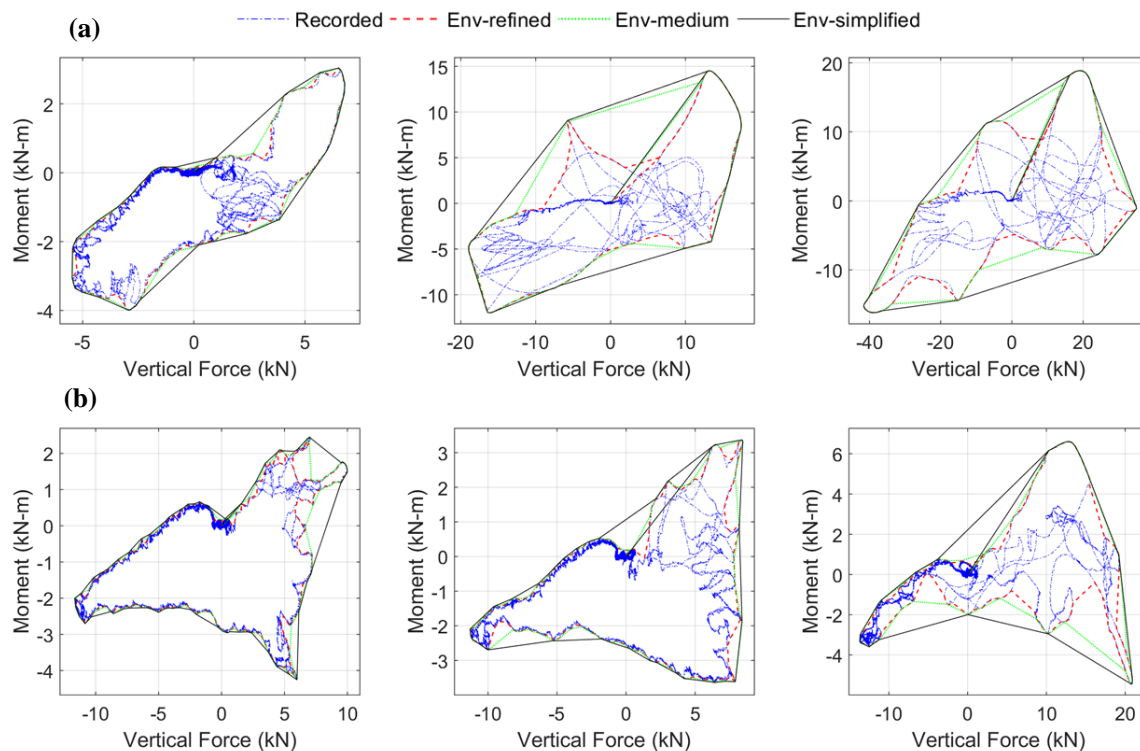 (a)
Recorded Env-refined Env-medium Env-simplified
Moment (kN-m)
2
0
-2
-4
-5 0 5
Vertical Force (kN)
Moment (kN-m)
15
10
5
0
-5
-10
-20 -10 0 10
Vertical Force (kN)
Moment (kN-m)
20
10
0
-10
-40 -20 0 20
Vertical Force (kN)
(b)
Moment (kN-m)
2
1
0
-1
-2
-3
-4
-10 -5 0 5 10
Vertical Force (kN)
Moment (kN-m)
3
2
1
0
-1
-2
-3
-10 -5 0 5
Vertical Force (kN)
Moment (kN-m)
6
4
2
0
-2
-4
-10 0 10 20
Vertical Force (kN)